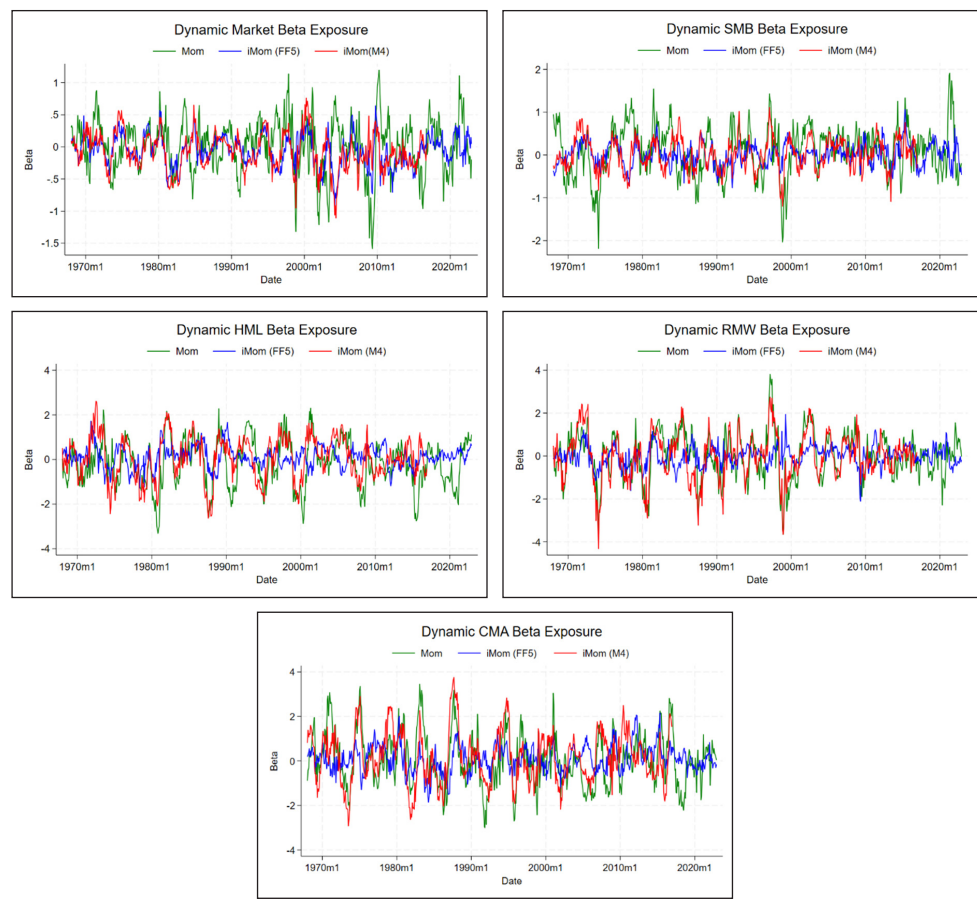 Dynamic Market Beta Exposure
Mom iMom (FF5) iMom(M4)
1
.5
0
-.5
-1
-1.5
Beta
1970m1 1980m1 1990m1 2000m1 2010m1 2020m1
Date
Dynamic SMB Beta Exposure
Mom iMom (FF5) iMom (M4)
2
1
0
-1
-2
Beta
1970m1 1980m1 1990m1 2000m1 2010m1 2020m1
Date
Dynamic HML Beta Exposure
Mom iMom (FF5) iMom (M4)
4
2
0
-2
-4
Beta
1970m1 1980m1 1990m1 2000m1 2010m1 2020m1
Date
Dynamic RMW Beta Exposure
Mom iMom (FF5) iMom (M4)
4
2
0
-2
-4
Beta
1970m1 1980m1 1990m1 2000m1 2010m1 2020m1
Date
Dynamic CMA Beta Exposure
Mom iMom (FF5) iMom (M4)
4
2
0
-2
-4
Beta
1970m1 1980m1 1990m1 2000m1 2010m1 2020m1
Date